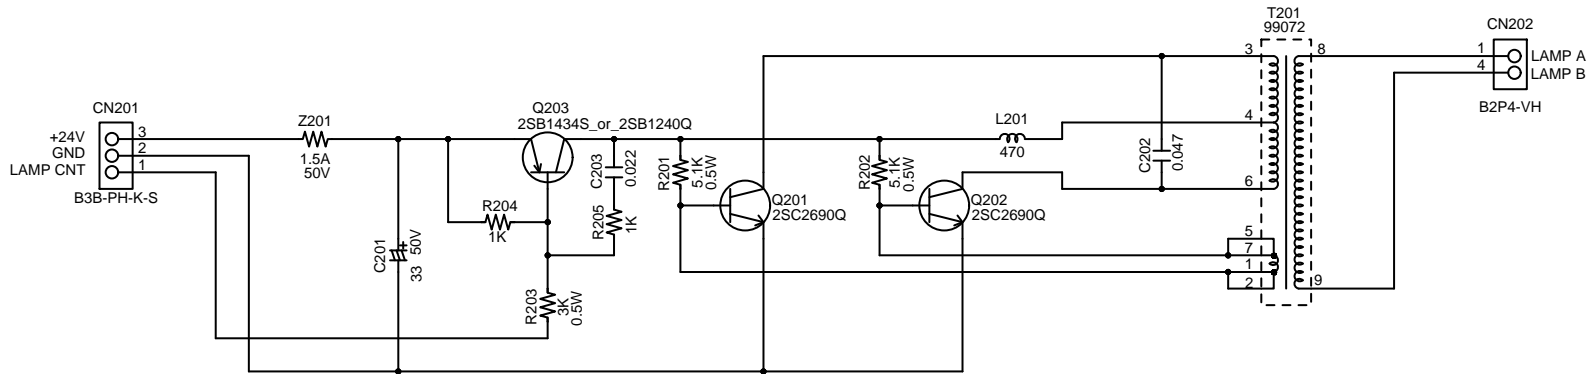 T201
99072
CN202
3
8
1
LAMP A
4
LAMP B
B2P4-VH
CN201
Q203
2SB1434S_or_2SB1240Q
Z201
L201
4
+24V
3
GND
2
LAMP CNT
1
1.5A
50V
470
B3B-PH-K-S
C203
0.022
R201
5.1K
0.5W
R202
5.1K
0.5W
C202
0.047
6
Q201
2SC2690Q
Q202
2SC2690Q
R204
1K
R205
1K
C201
+
50V
33
5
7
1
2
9
R203
3K
0.5W